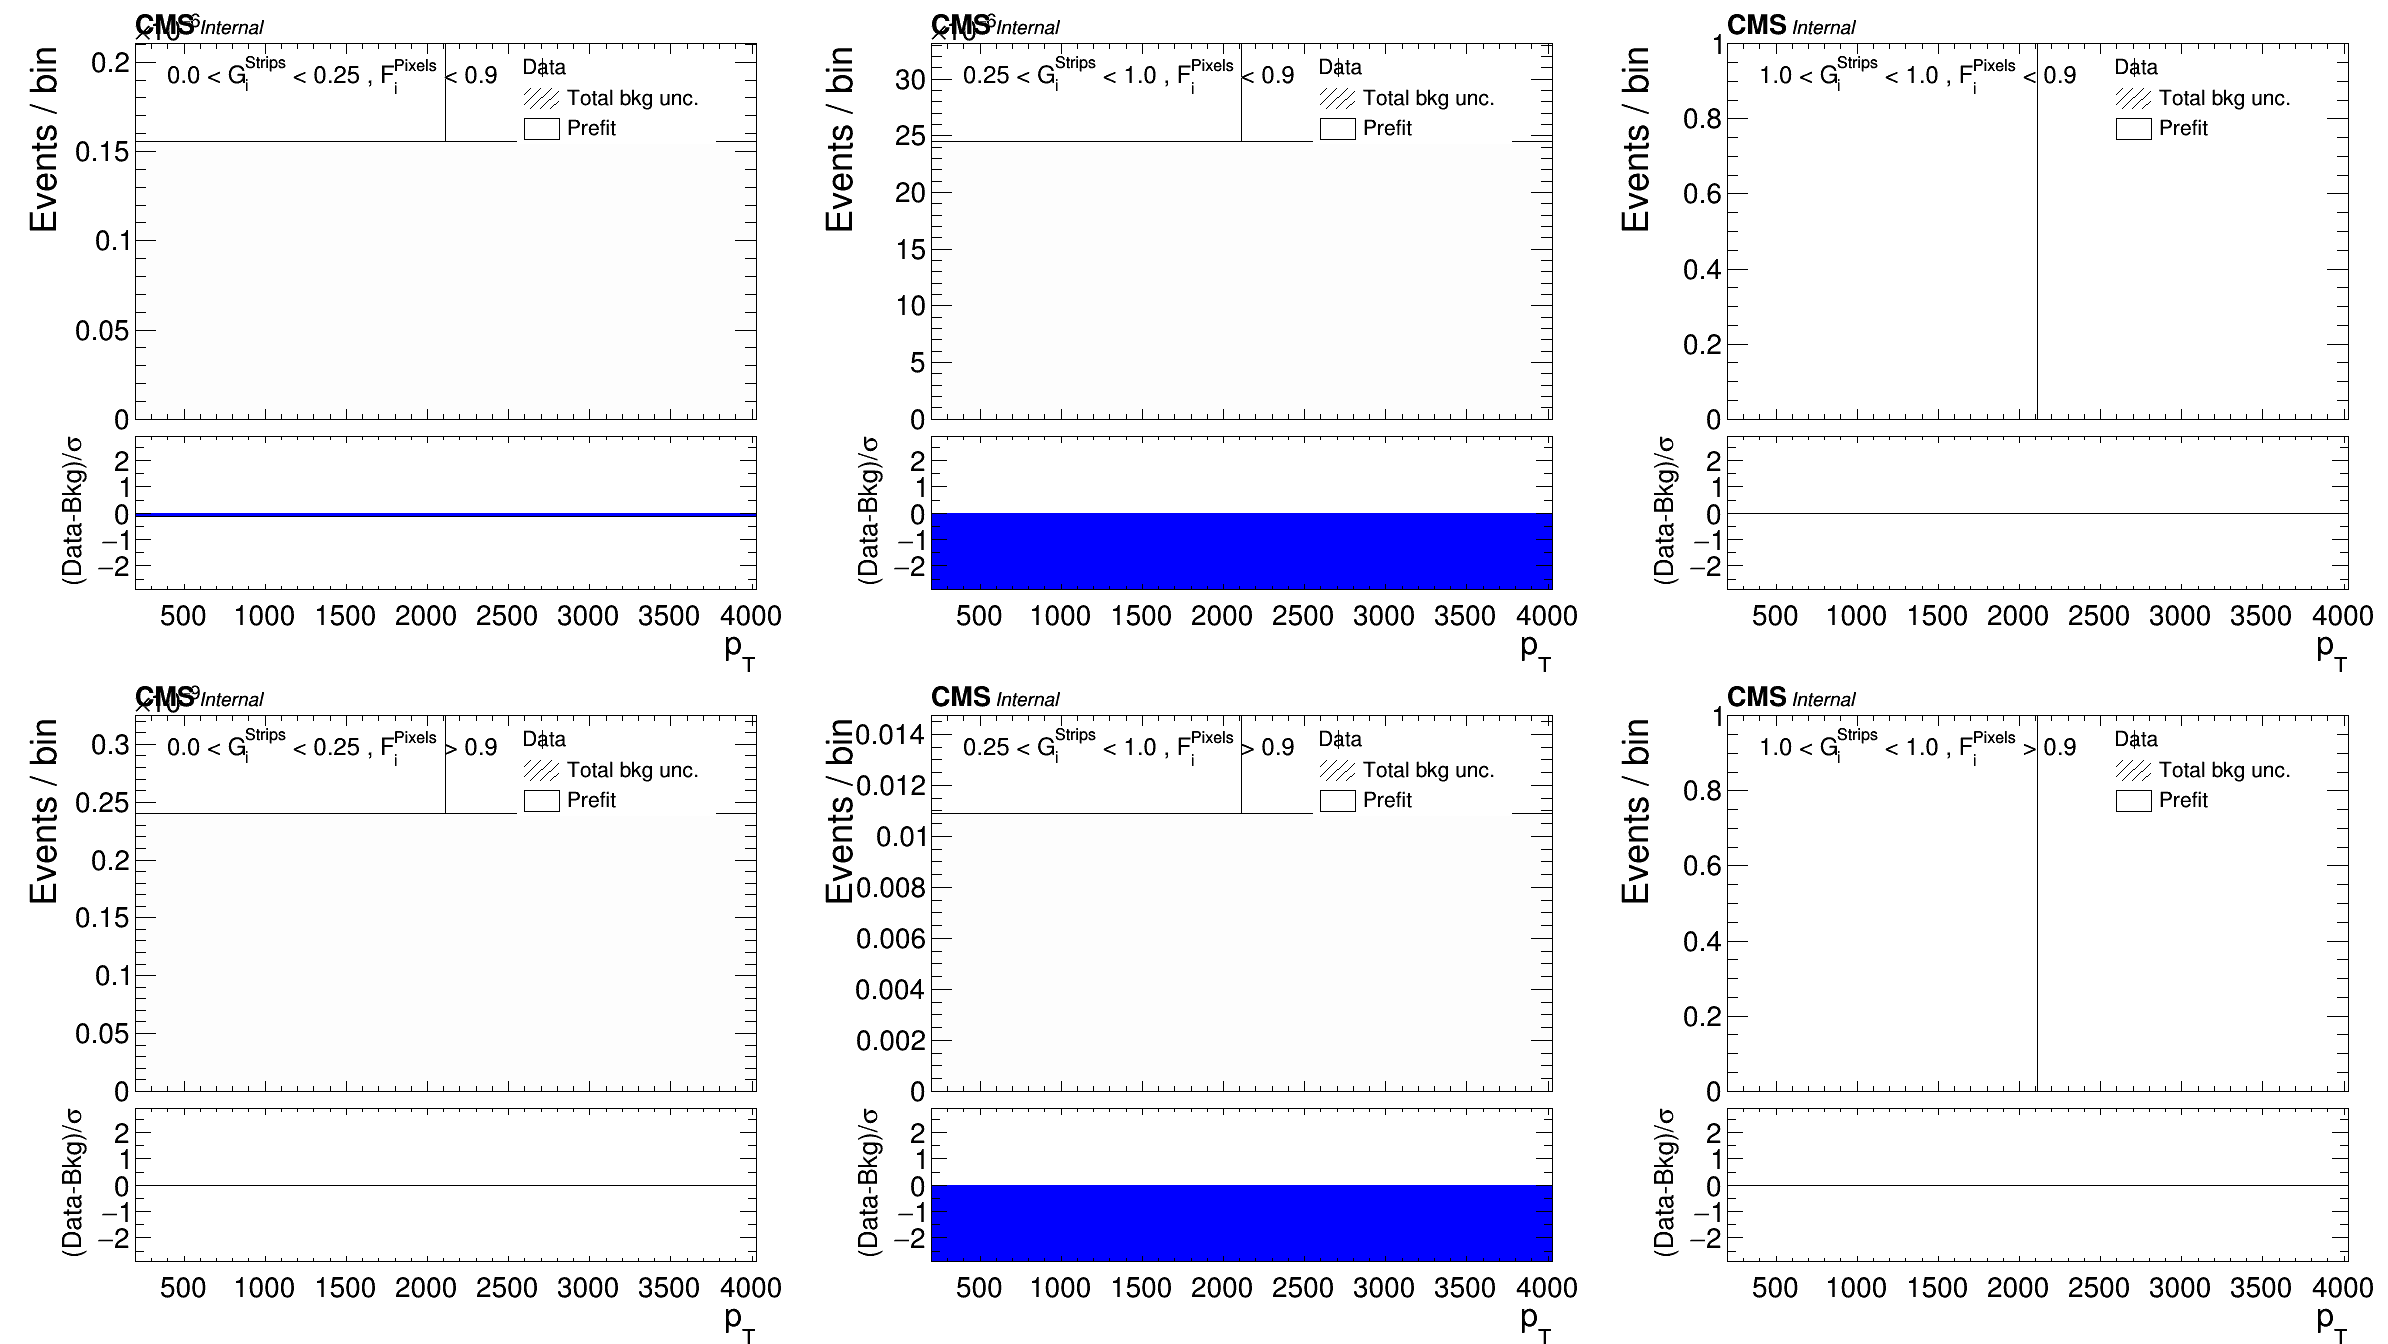 CMS Internal
0.0 < G_i^Strips < 0.25 , F_i^Pixels < 0.9
Data
Total bkg unc.
Prefit
Events / bin
0.2
0.15
0.1
0.05
0
(Data-Bkg)/σ
2
1
0
−1
−2
500 1000 1500 2000 2500 3000 3500 4000
p_T
CMS Internal
0.25 < G_i^Strips < 1.0 , F_i^Pixels < 0.9
Data
Total bkg unc.
Prefit
Events / bin
30
25
20
15
10
5
0
(Data-Bkg)/σ
2
1
0
−1
−2
500 1000 1500 2000 2500 3000 3500 4000
p_T
CMS Internal
1.0 < G_i^Strips < 1.0 , F_i^Pixels < 0.9
Data
Total bkg unc.
Prefit
Events / bin
1
0.8
0.6
0.4
0.2
0
(Data-Bkg)/σ
2
1
0
−1
−2
500 1000 1500 2000 2500 3000 3500 4000
p_T
CMS Internal
0.0 < G_i^Strips < 0.25 , F_i^Pixels > 0.9
Data
Total bkg unc.
Prefit
Events / bin
0.3
0.25
0.2
0.15
0.1
0.05
0
(Data-Bkg)/σ
2
1
0
−1
−2
500 1000 1500 2000 2500 3000 3500 4000
p_T
CMS Internal
0.25 < G_i^Strips < 1.0 , F_i^Pixels > 0.9
Data
Total bkg unc.
Prefit
Events / bin
0.014
0.012
0.01
0.008
0.006
0.004
0.002
0
(Data-Bkg)/σ
2
1
0
−1
−2
500 1000 1500 2000 2500 3000 3500 4000
p_T
CMS Internal
1.0 < G_i^Strips < 1.0 , F_i^Pixels > 0.9
Data
Total bkg unc.
Prefit
Events / bin
1
0.8
0.6
0.4
0.2
0
(Data-Bkg)/σ
2
1
0
−1
−2
500 1000 1500 2000 2500 3000 3500 4000
p_T